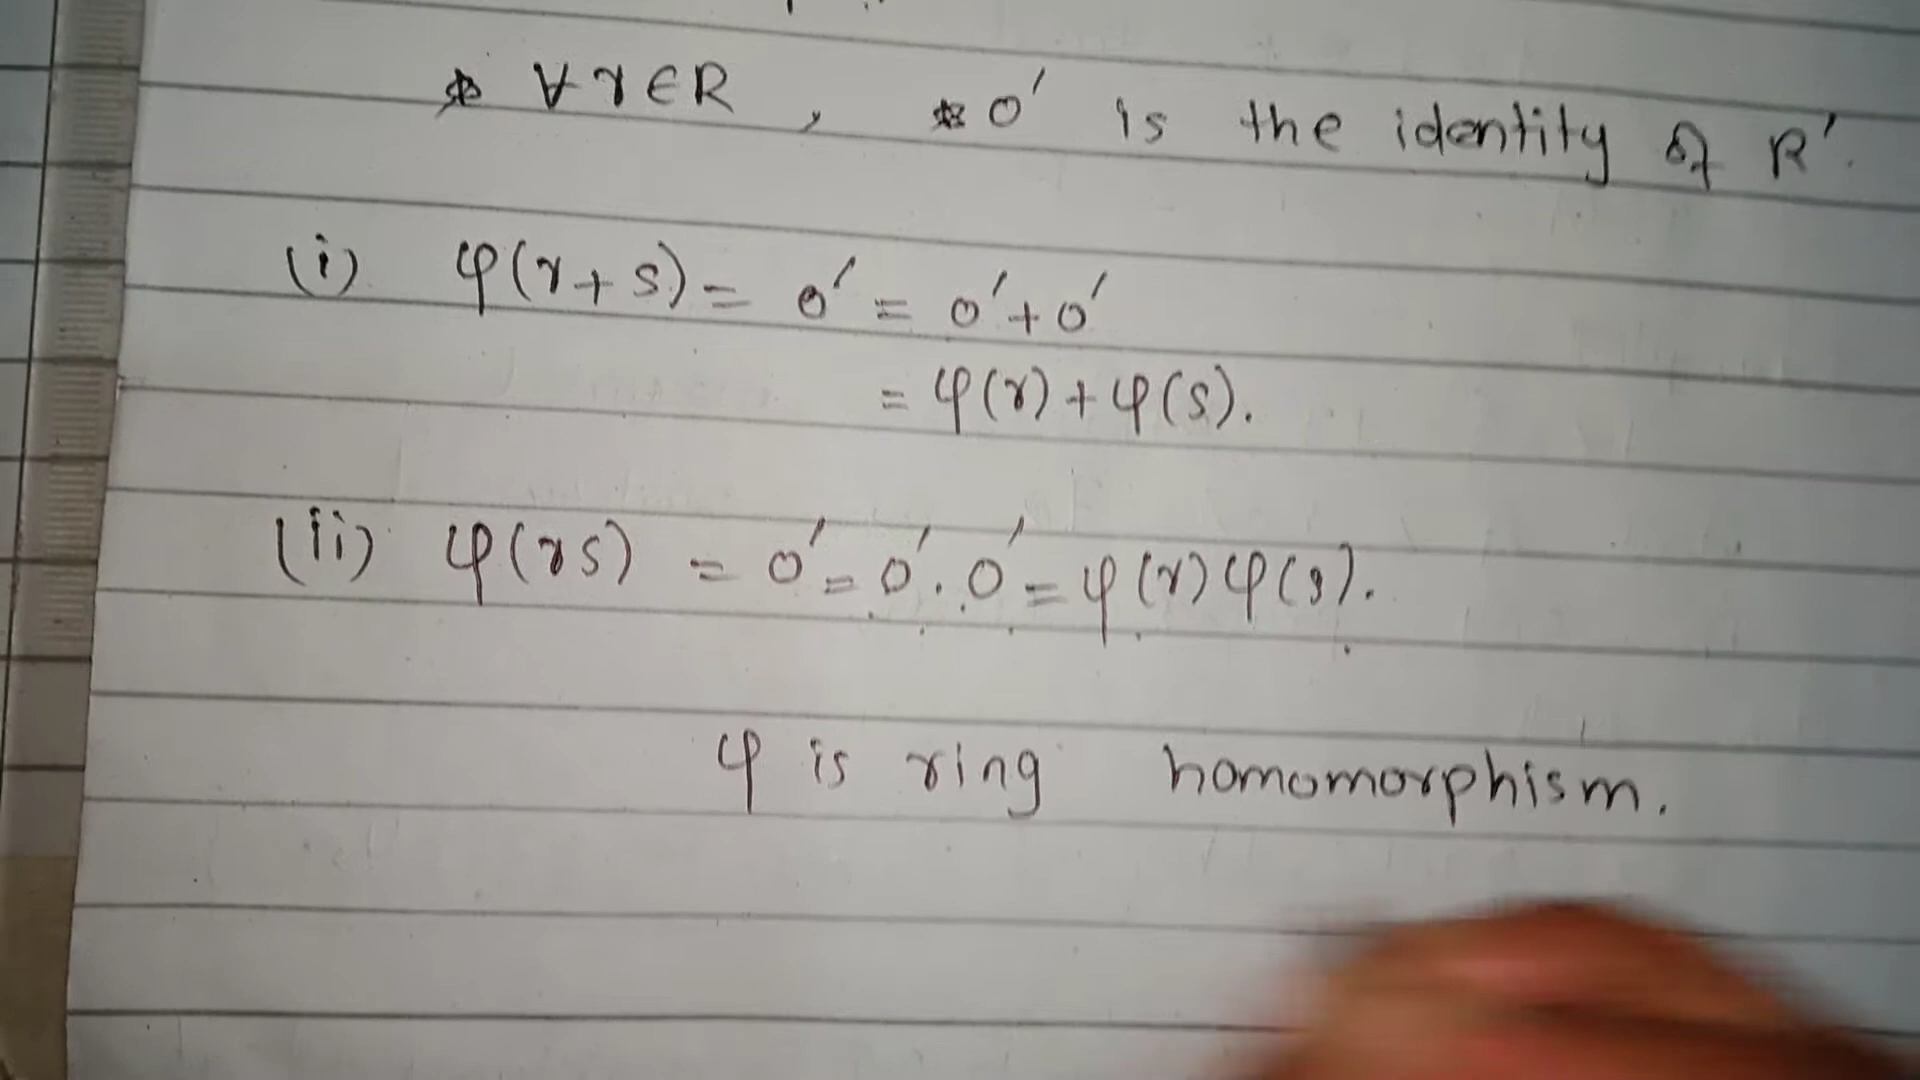 ∀ r ∈ R , 0' is the identity of R'.
(i) φ(r+s) = 0' = 0'+0'
= φ(r)+φ(s).
(ii) φ(rs) = 0' = 0'.0' = φ(r)φ(s).
φ is ring homomorphism.